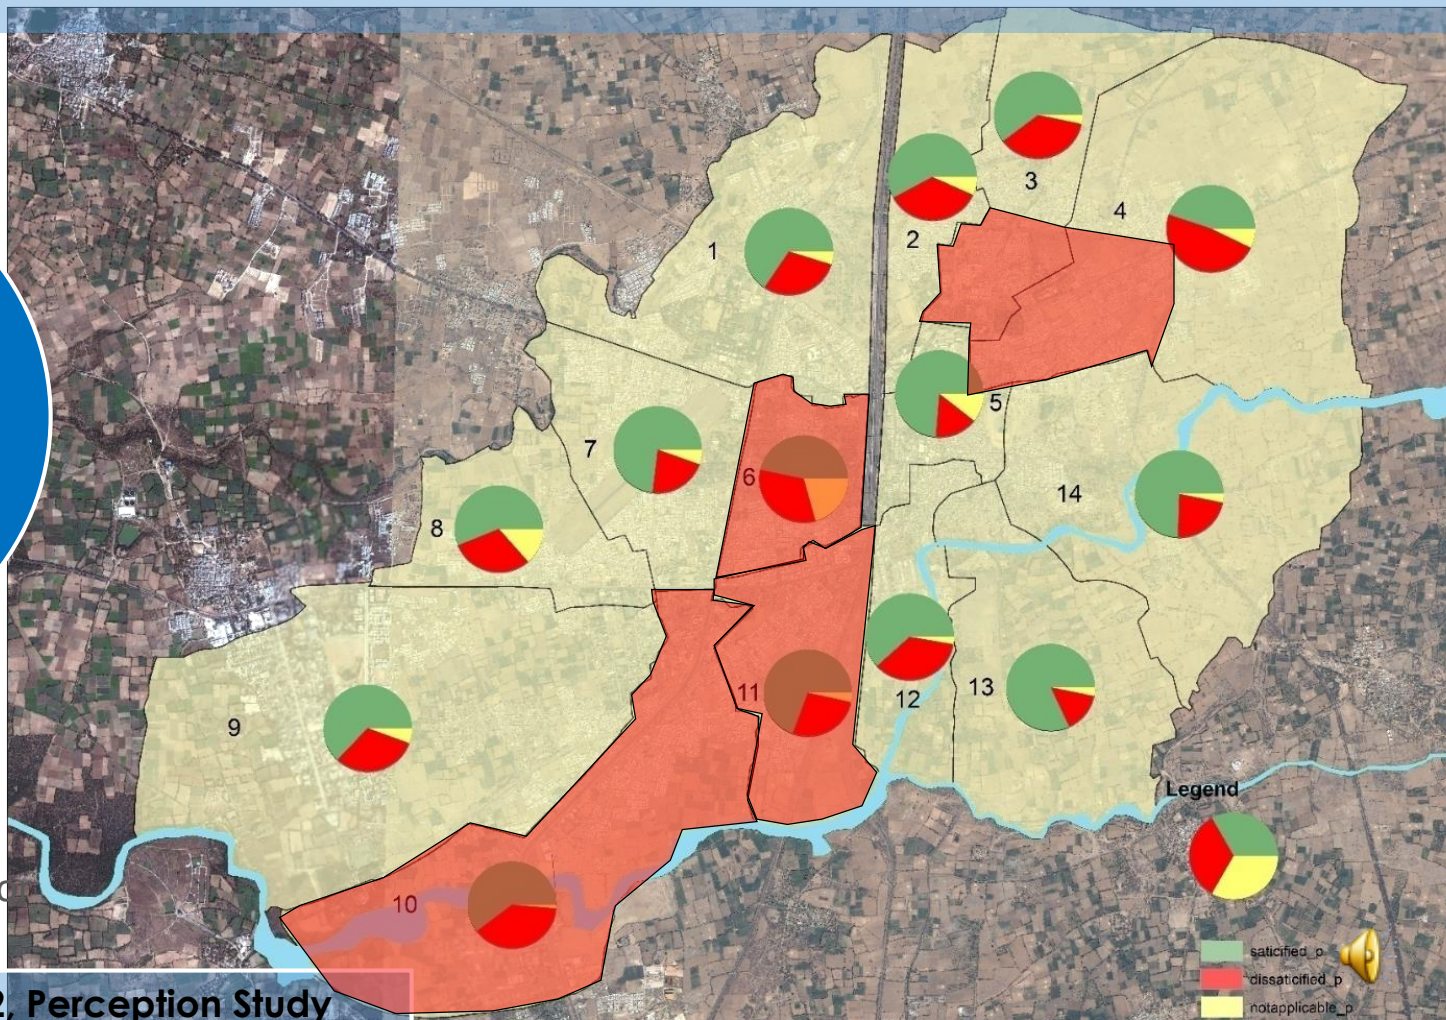 3
4
1
2
5
7
6
8
14
11
12
13
9
Legend
10
saticified_p
dissaticified_p
notapplicable_p
, Perception Study